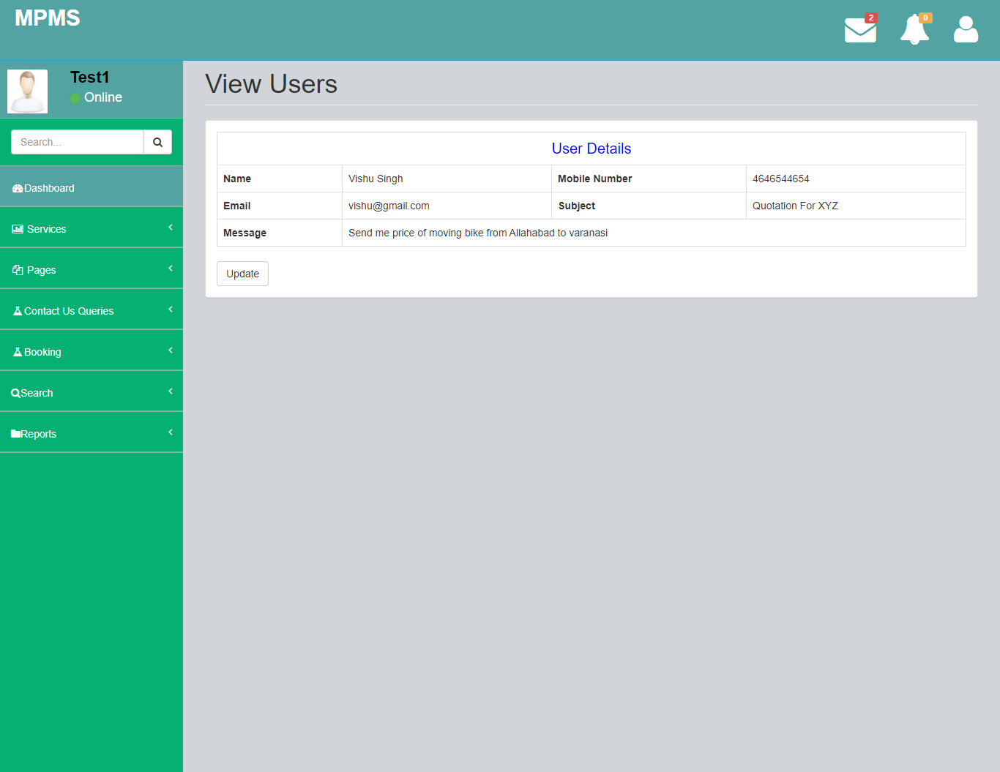 MPMS
2
0
Test1
Online
Search...
Dashboard
Services
Pages
Contact Us Queries
Booking
Search
Reports
View Users
User Details
Name Vishu Singh Mobile Number 4646544654
Email vishu@gmail.com Subject Quotation For XYZ
Message Send me price of moving bike from Allahabad to varanasi
Update